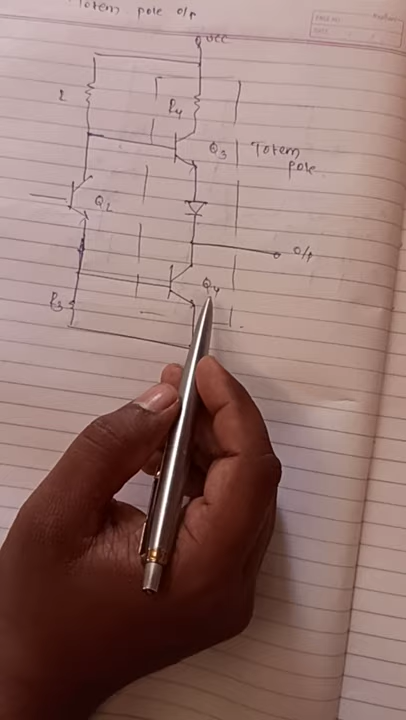 Totem pole o/p
VCC
R
R4
Q3
Totem
pole
Q2
o/p
Q4
R3